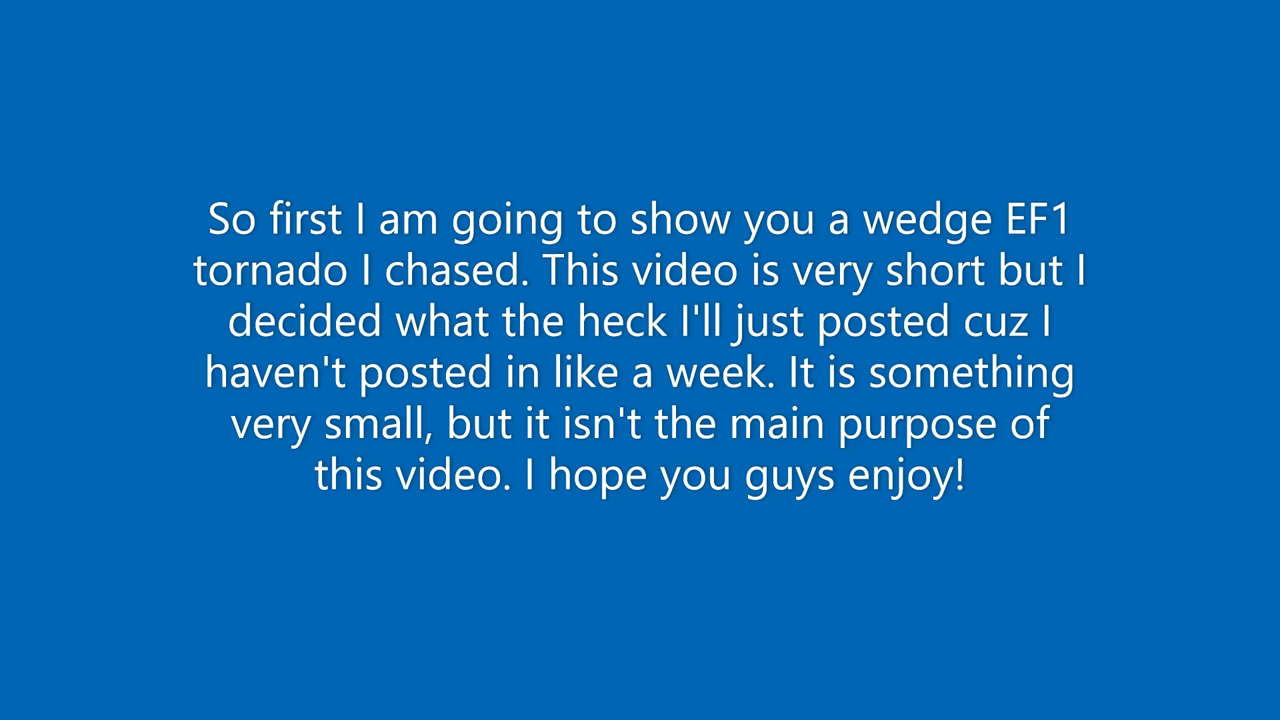 So first I am going to show you a wedge EF1
tornado I chased. This video is very short but I
decided what the heck I'll just posted cuz I
haven't posted in like a week. It is something
very small, but it isn't the main purpose of
this video. I hope you guys enjoy!